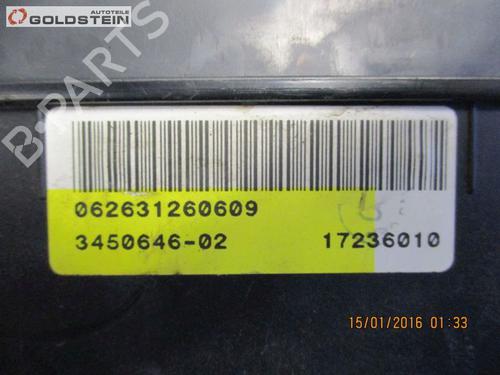 AUTOTEILE
GOLDSTEIN
B-PARTS
062631260609
3450646-02 17236010
15/01/2016 01:33